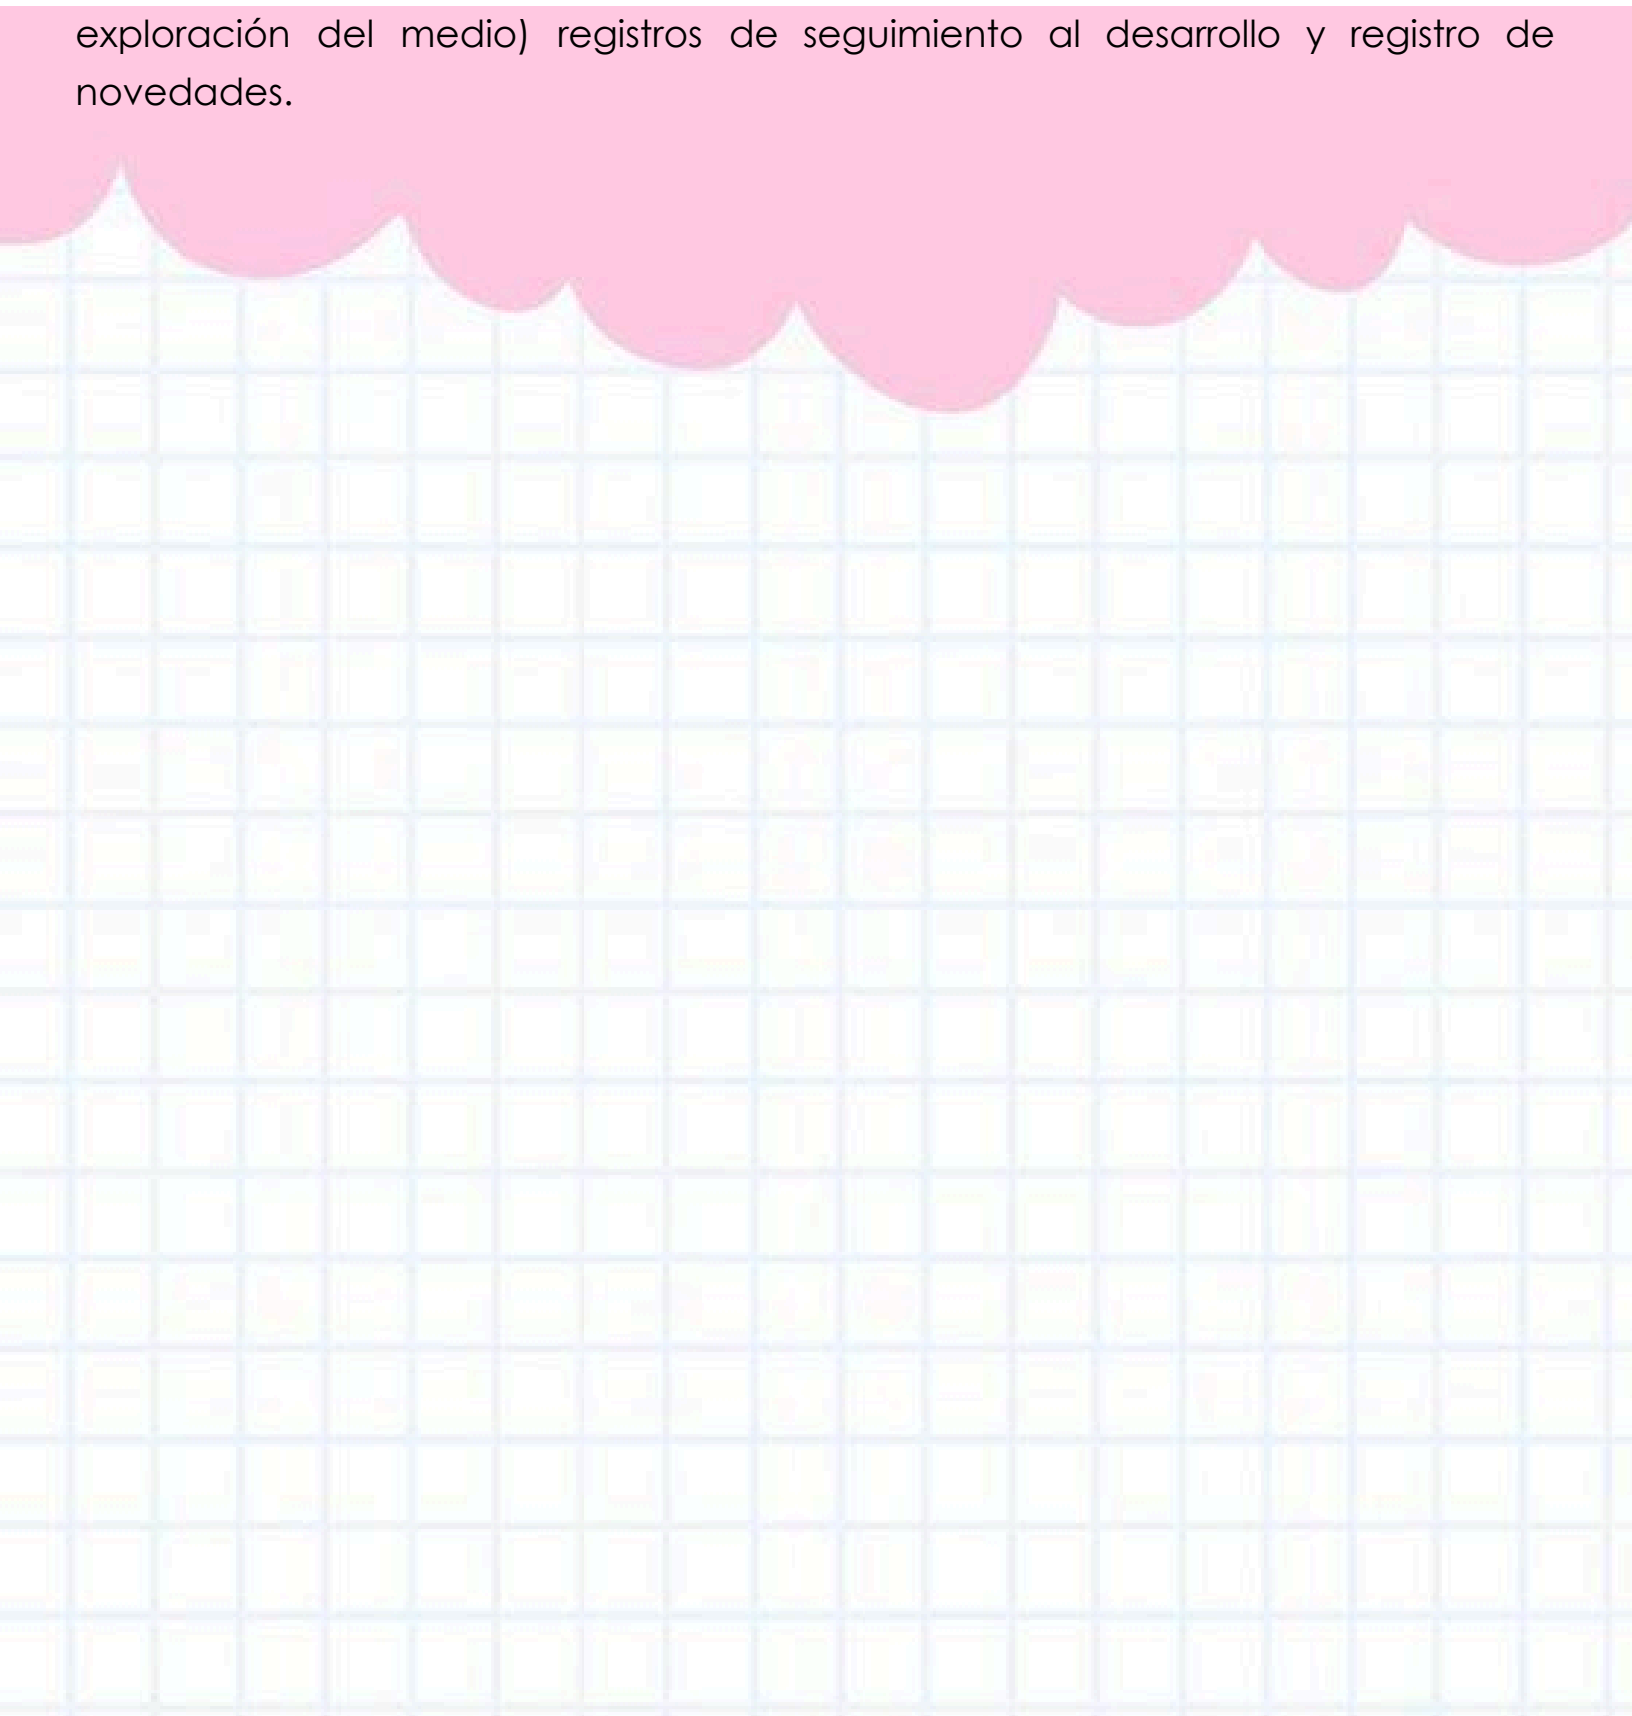 exploración del medio) registros de seguimiento al desarrollo y registro de
novedades.